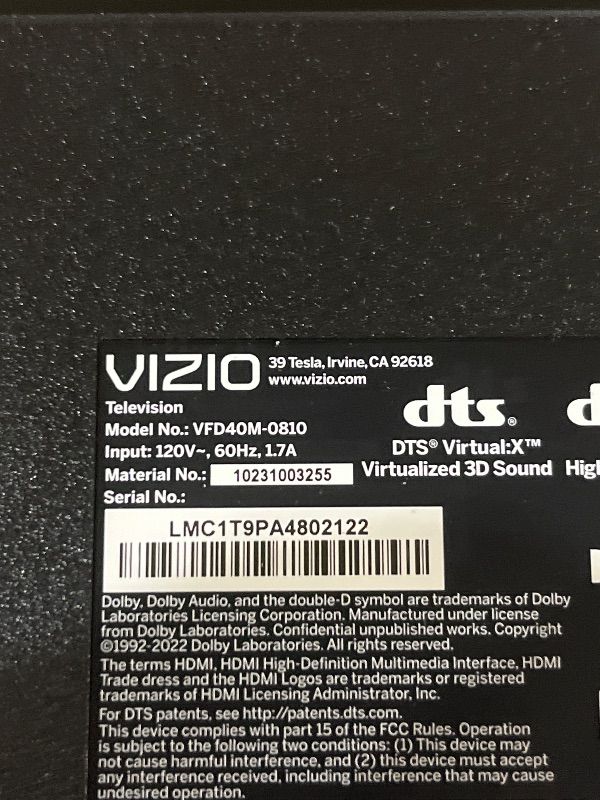 VIZIO 39 Tesla, Irvine, CA 92618
www.vizio.com
Television
Model No.: VFD40M-0810
Input: 120V~, 60Hz, 1.7A
Material No.: 10231003255
Serial No.:
LMC1T9PA4802122
dts®
DTS® Virtual:X™
Virtualized 3D Sound
d
High
Dolby, Dolby Audio, and the double-D symbol are trademarks of Dolby
Laboratories Licensing Corporation. Manufactured under license
from Dolby Laboratories. Confidential unpublished works. Copyright
©1992-2022 Dolby Laboratories. All rights reserved.
The terms HDMI, HDMI High-Definition Multimedia Interface, HDMI
Trade dress and the HDMI Logos are trademarks or registered
trademarks of HDMI Licensing Administrator, Inc.
For DTS patents, see http://patents.dts.com.
This device complies with part 15 of the FCC Rules. Operation
is subject to the following two conditions: (1) This device may
not cause harmful interference, and (2) this device must accept
any interference received, including interference that may cause
undesired operation.